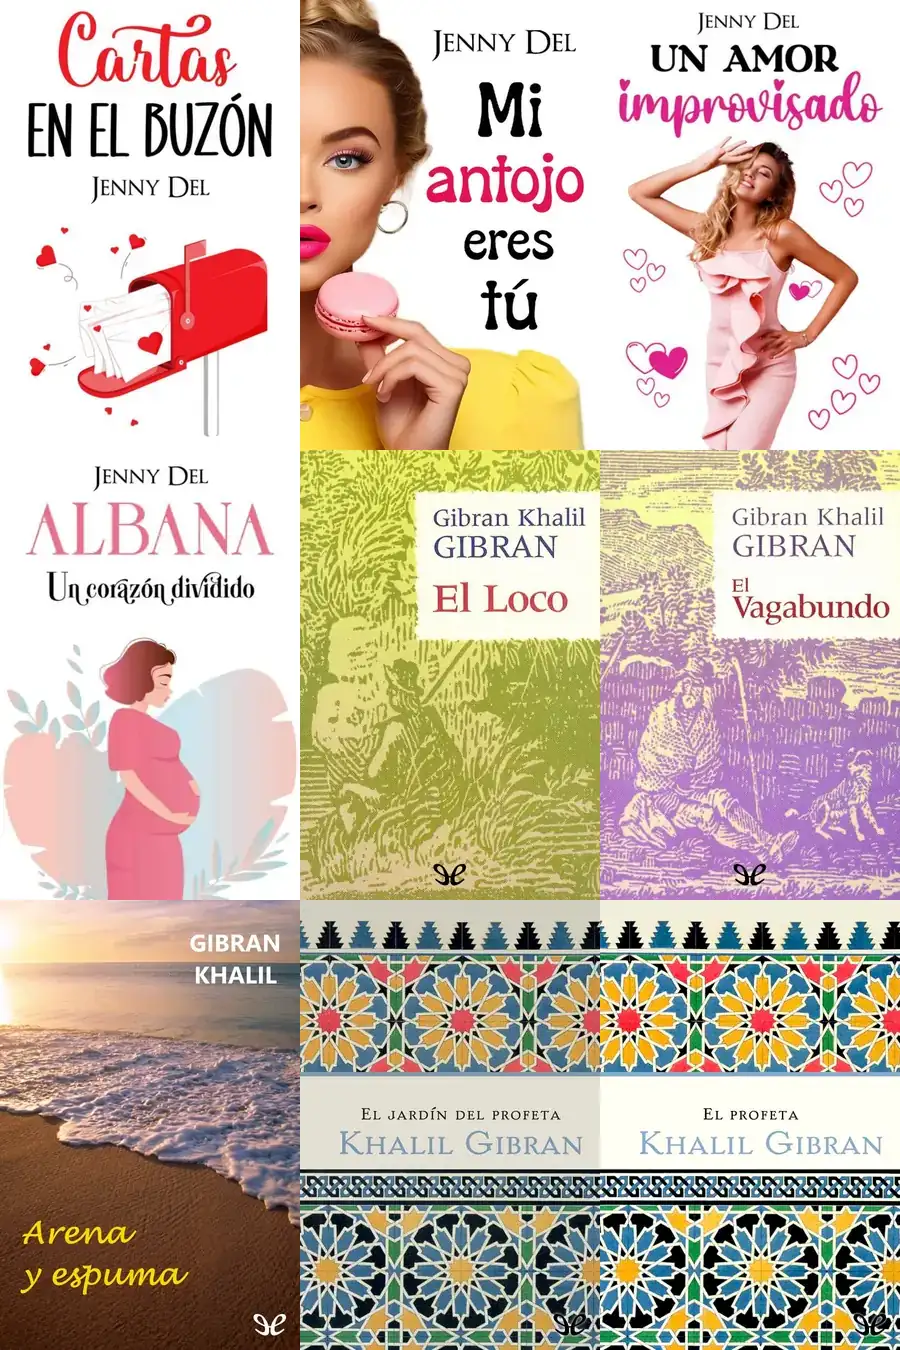 Cartas
EN EL BUZÓN
JENNY DEL
JENNY DEL
Mi
antojo
eres
tú
JENNY DEL
UN AMOR
improvisado
JENNY DEL
ALBANA
Un corazón dividido
Gibran Khalil
GIBRAN
El Loco
Gibran Khalil
GIBRAN
El
Vagabundo
GIBRAN
KHALIL
Arena
y espuma
EL JARDÍN DEL PROFETA
KHALIL GIBRAN
EL PROFETA
KHALIL GIBRAN